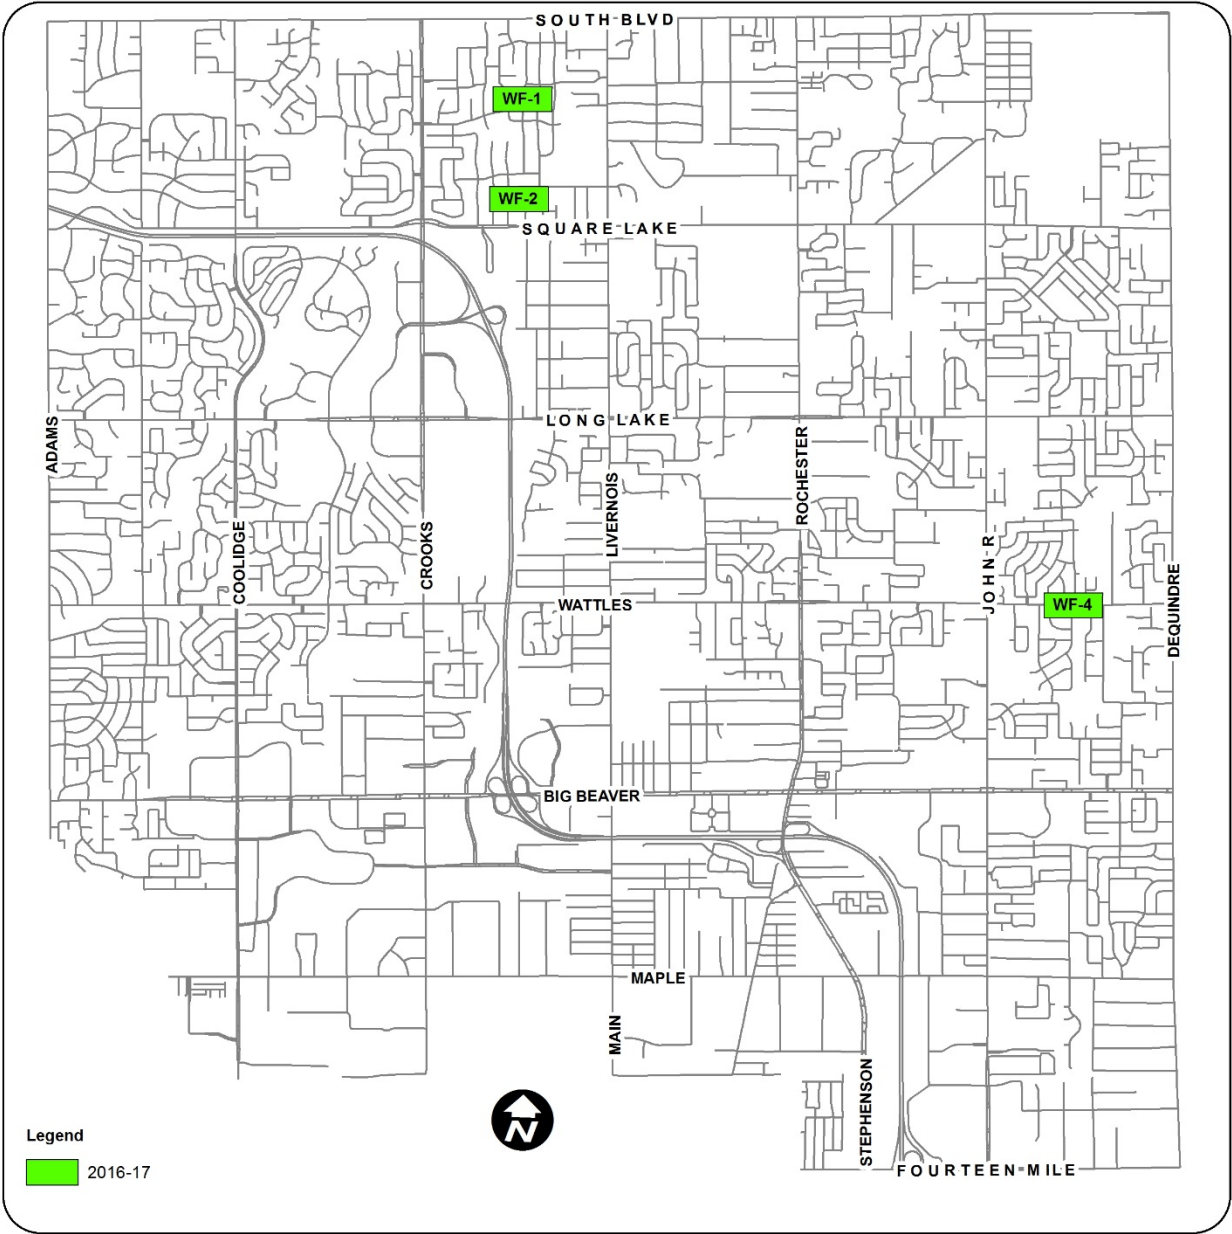 SOUTH BLVD
WF-1
WF-2
SQUARE LAKE
LONG LAKE
ADAMS
ROCHESTER
LIVERNOIS
COOLIDGE
CROOKS
JOHN R
DEQUINDRE
WATTLES
WF-4
BIG BEAVER
MAPLE
MAIN
STEPHENSON
N
Legend
2016-17
FOURTEEN MILE